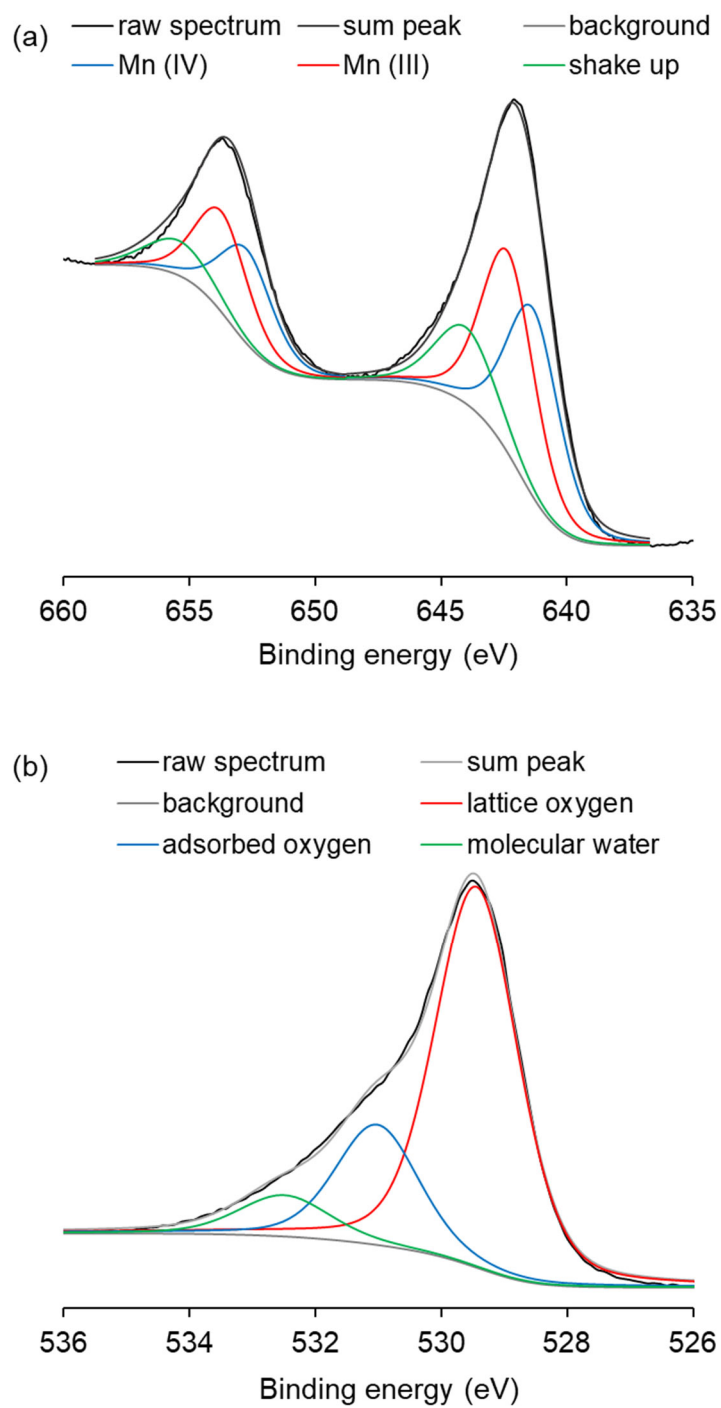 (a)
raw spectrum sum peak background
Mn (IV) Mn (III) shake up
660 655 650 645 640 635
Binding energy (eV)
(b)
raw spectrum sum peak
background lattice oxygen
adsorbed oxygen molecular water
536 534 532 530 528 526
Binding energy (eV)